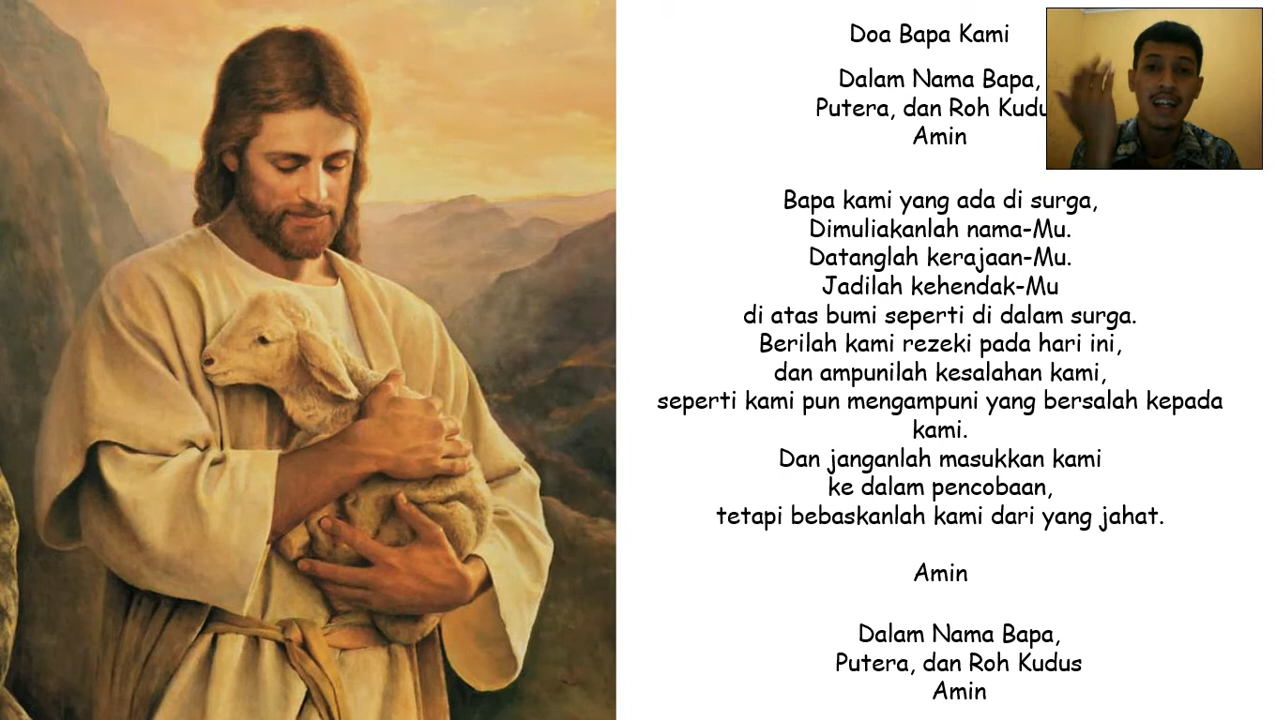 Doa Bapa Kami
Dalam Nama Bapa,
Putera, dan Roh
Amin
Bapa kami yang ada di surga,
Dimuliakanlah nama-Mu.
Datanglah kerajaan-Mu.
Jadilah kehendak-Mu
di atas bumi seperti di dalam surga.
Berilah kami rezeki pada hari ini,
dan ampunilah kesalahan kami,
seperti kami pun mengampuni yang bersalah kepada
kami.
Dan janganlah masukkan kami
ke dalam pencobaan,
tetapi bebaskanlah kami dari yang jahat.
Amin
Dalam Nama Bapa,
Putera, dan Roh Kudus
Amin